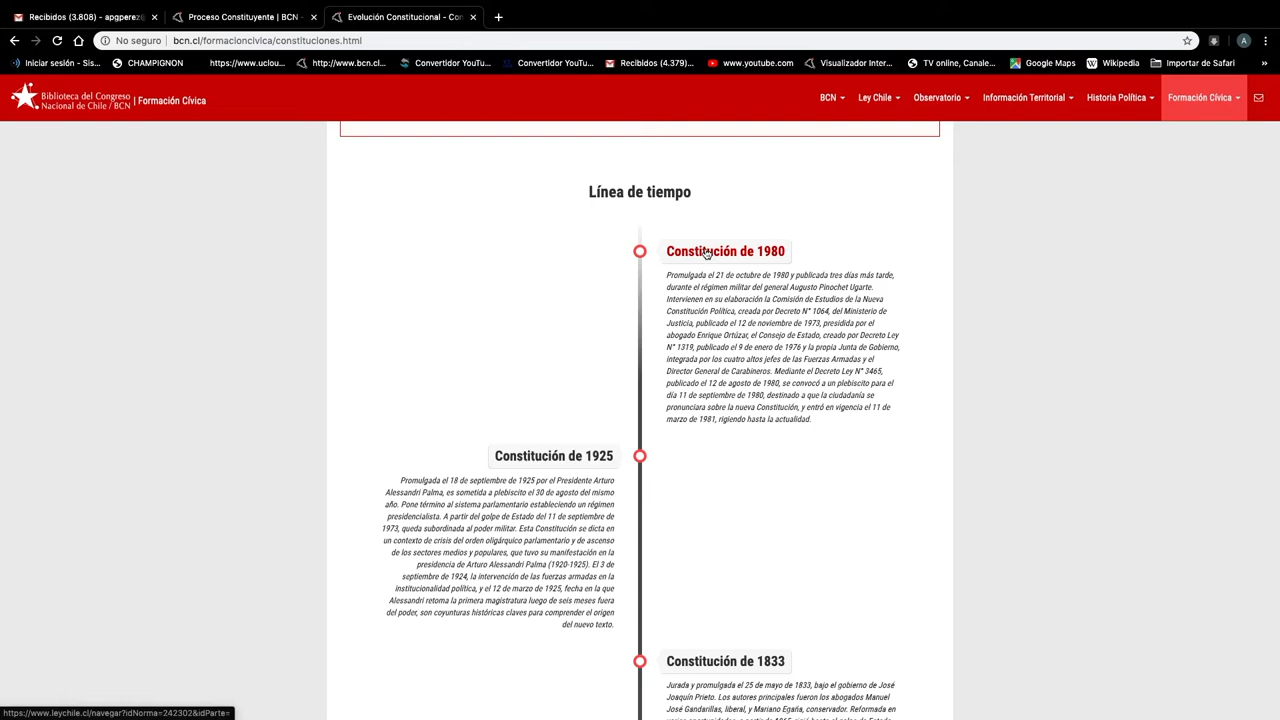 Recibidos (3.808) - apgperez@
Proceso Constituyente | BCN -
Evolución Constitucional - Con
No seguro
bcn.cl/formacioncivica/constituciones.html
Iniciar sesión - Sis...
CHAMPIGNON
https://www.uclou...
http://www.bcn.cl...
Convertidor YouTu...
Convertidor YouTu...
Recibidos (4.379)...
www.youtube.com
Visualizador Inter...
TV online, Canale...
Google Maps
Wikipedia
Importar de Safari
»
Biblioteca del Congreso
Nacional de Chile / BCN
| Formación Cívica
BCN
Ley Chile
Observatorio
Información Territorial
Historia Política
Formación Cívica
A
Línea de tiempo
Constitución de 1980
Promulgada el 21 de octubre de 1980 y publicada tres días más tarde,
durante el régimen militar del general Augusto Pinochet Ugarte.
Intervienen en su elaboración la Comisión de Estudios de la Nueva
Constitución Política, creada por Decreto N° 1064, del Ministerio de
Justicia, publicado el 12 de noviembre de 1973, presidida por el
abogado Enrique Ortúzar, el Consejo de Estado, creado por Decreto Ley
N° 1319, publicado el 9 de enero de 1976 y la propia Junta de Gobierno,
integrada por los cuatro altos jefes de las Fuerzas Armadas y el
Director General de Carabineros. Mediante el Decreto Ley N° 3465,
publicado el 12 de agosto de 1980, se convocó a un plebiscito para el
día 11 de septiembre de 1980, destinado a que la ciudadanía se
pronunciara sobre la nueva Constitución, y entró en vigencia el 11 de
marzo de 1981, rigiendo hasta la actualidad.
Constitución de 1925
Promulgada el 18 de septiembre de 1925 por el Presidente Arturo
Alessandri Palma, es sometida a plebiscito el 30 de agosto del mismo
año. Pone término al sistema parlamentario estableciendo un régimen
presidencialista. A partir del golpe de Estado del 11 de septiembre de
1973, queda subordinada al poder militar. Esta Constitución se dicta en
un contexto de crisis del orden oligárquico parlamentario y de ascenso
de los sectores medios y populares, que tuvo su manifestación en la
presidencia de Arturo Alessandri Palma (1920-1925). El 3 de
septiembre de 1924, la intervención de las fuerzas armadas en la
institucionalidad política, y el 12 de marzo de 1925, fecha en la que
Alessandri retoma la primera magistratura luego de seis meses fuera
del poder, son coyunturas históricas claves para comprender el origen
del nuevo texto.
Constitución de 1833
Jurada y promulgada el 25 de mayo de 1833, bajo el gobierno de José
Joaquín Prieto. Los autores principales fueron los abogados Manuel
José Gandarillas, liberal, y Mariano Egaña, conservador. Reformada en
https://www.leychile.cl/navegar?idNorma=242302&idParte=